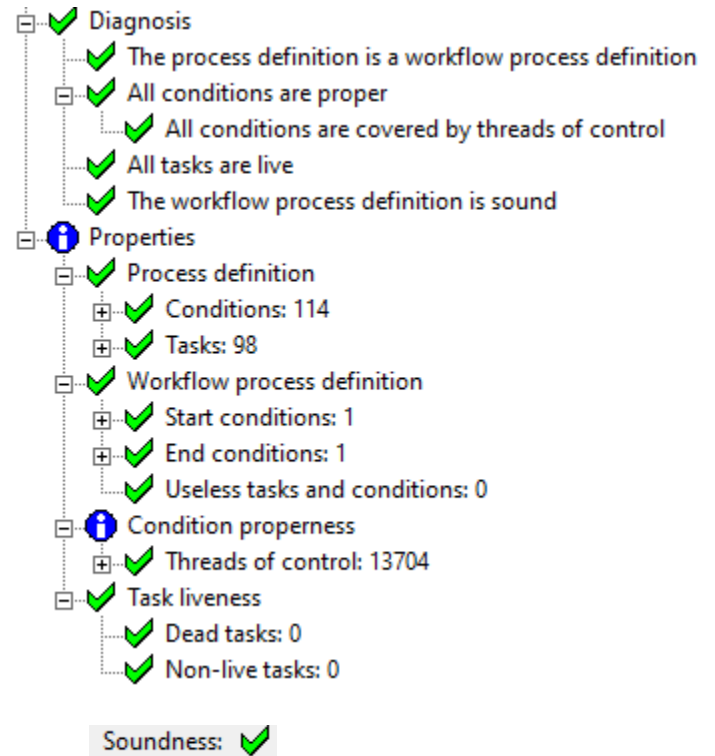 Diagnosis
The process definition is a workflow process definition
All conditions are proper
All conditions are covered by threads of control
All tasks are live
The workflow process definition is sound
Properties
Process definition
Conditions: 114
Tasks: 98
Workflow process definition
Start conditions: 1
End conditions: 1
Useless tasks and conditions: 0
Condition properness
Threads of control: 13704
Task liveness
Dead tasks: 0
Non-live tasks: 0
Soundness: